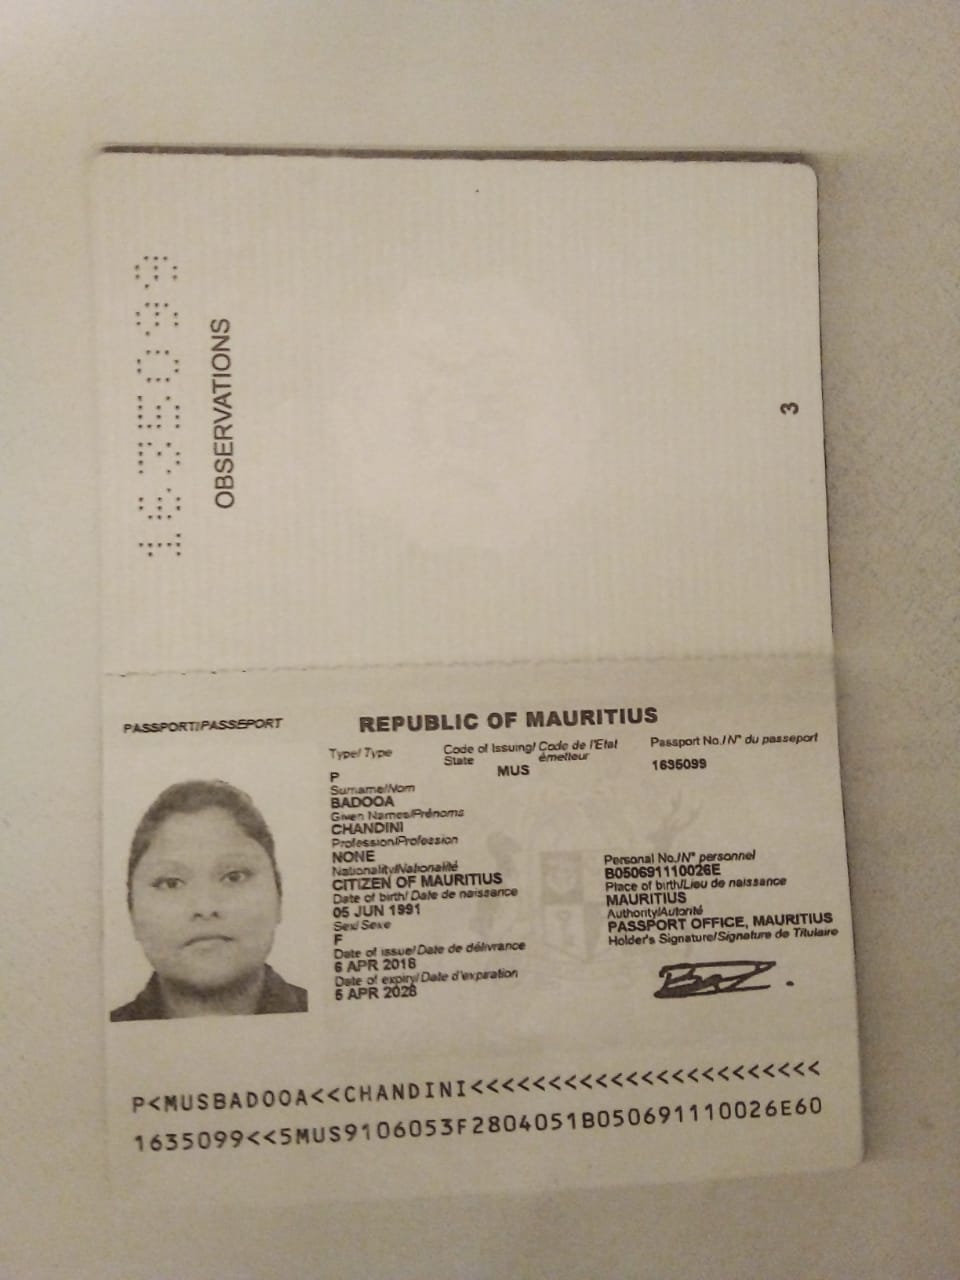 1635099
OBSERVATIONS
3
PASSPORT/PASSEPORT
REPUBLIC OF MAURITIUS
Type/ Type
Code of Issuing/ Code de l'Etat
State émetteur
Passport No./N° du passeport
P
MUS
1635099
Surname/Nom
BADOOA
Given Names/Prénoms
CHANDINI
Profession/Profession
NONE
Nationality/Nationalité
CITIZEN OF MAURITIUS
Date of birth/ Date de naissance
05 JUN 1991
Sex/ Sexe
F
Date of issue/ Date de délivrance
6 APR 2018
Date of expiry/ Date d'expiration
5 APR 2028
Personal No./N° personnel
B050691110026E
Place of birth/Lieu de naissance
MAURITIUS
Authority/Autorité
PASSPORT OFFICE, MAURITIUS
Holder's Signature/Signature de Titulaire
P<MUSBADOOA<<CHANDINI<<<<<<<<<<<<<<<<<<<<<<<
1635099<<5MUS9106053F2804051B050691110026E60